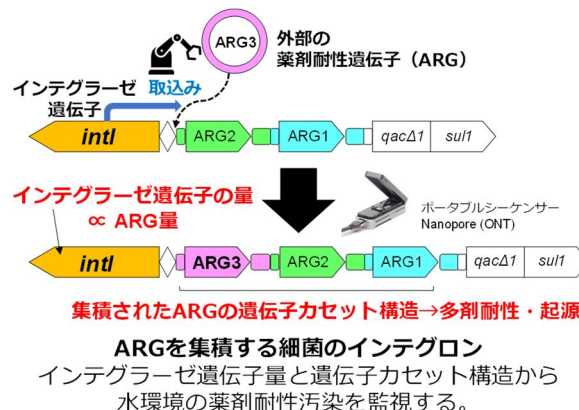 ARG3
外部の
薬剤耐性遺伝子（ARG）
インテグラーゼ
遺伝子
取込み
intI
ARG2
ARG1
qacΔ1
sul1
インテグラーゼ遺伝子の量
∝ ARG量
ポータブルシーケンサー
Nanopore (ONT)
intI
ARG3
ARG2
ARG1
qacΔ1
sul1
集積されたARGの遺伝子カセット構造→多剤耐性・起源
ARGを集積する細菌のインテグロン
インテグラーゼ遺伝子量と遺伝子カセット構造から
水環境の薬剤耐性汚染を監視する。